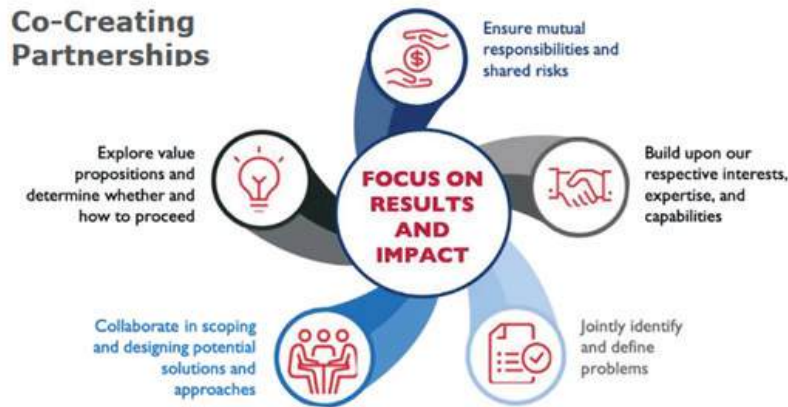 Co-Creating
Partnerships
Ensure mutual
responsibilities and
shared risks
$
Explore value
propositions and
determine whether and
how to proceed
FOCUS ON
RESULTS
AND
IMPACT
Build upon our
respective interests,
expertise, and
capabilities
Collaborate in scoping
and designing potential
solutions and
approaches
Jointly identify
and define
problems